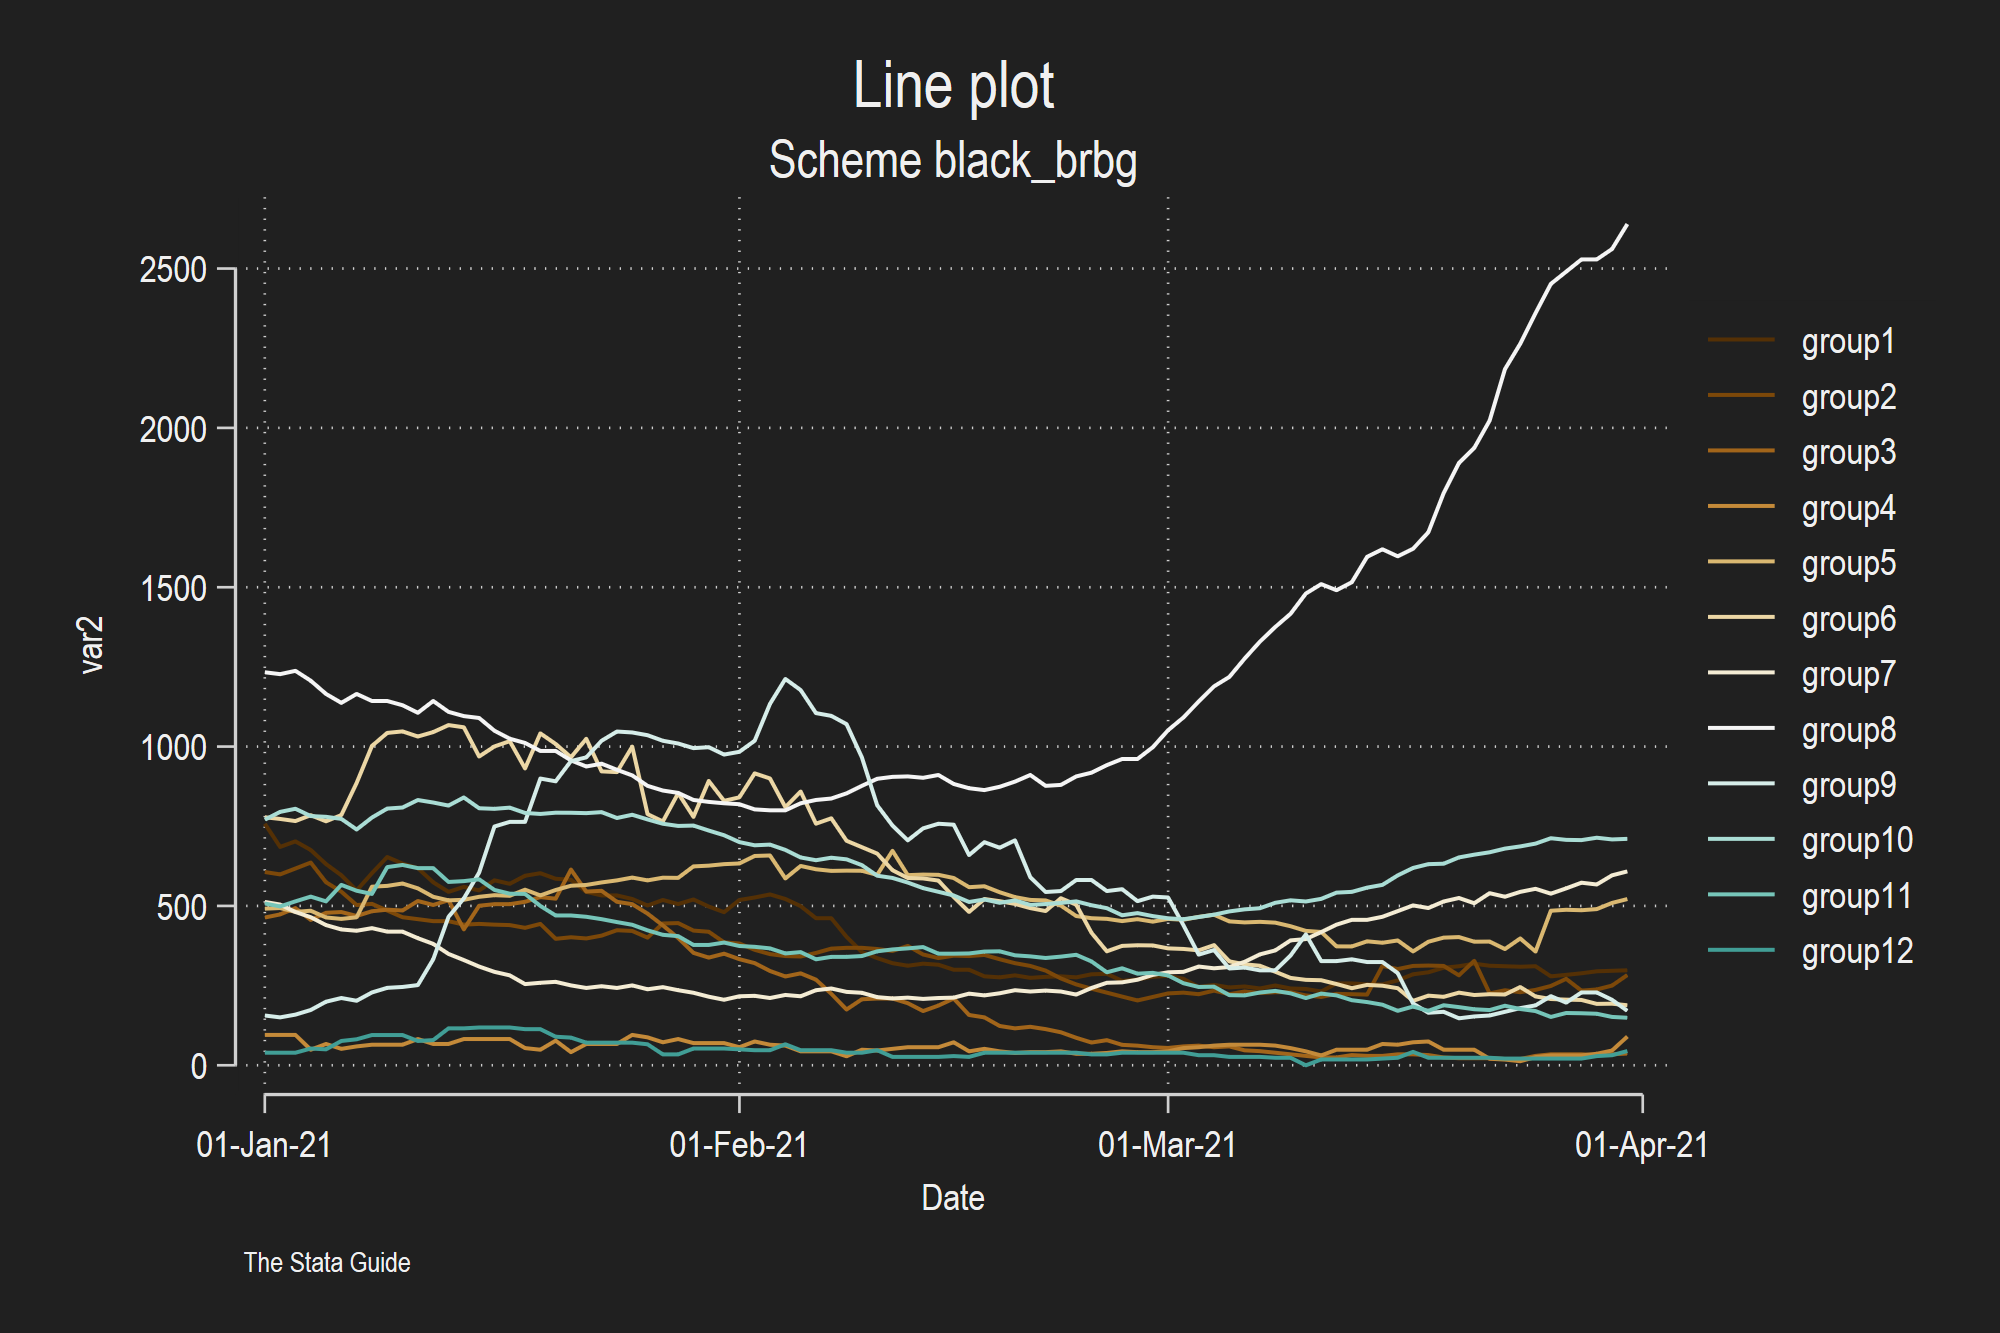 Line plot
Scheme black_brbg
2500
2000
1500
1000
500
0
var2
01-Jan-21
01-Feb-21
01-Mar-21
01-Apr-21
Date
group1
group2
group3
group4
group5
group6
group7
group8
group9
group10
group11
group12
The Stata Guide